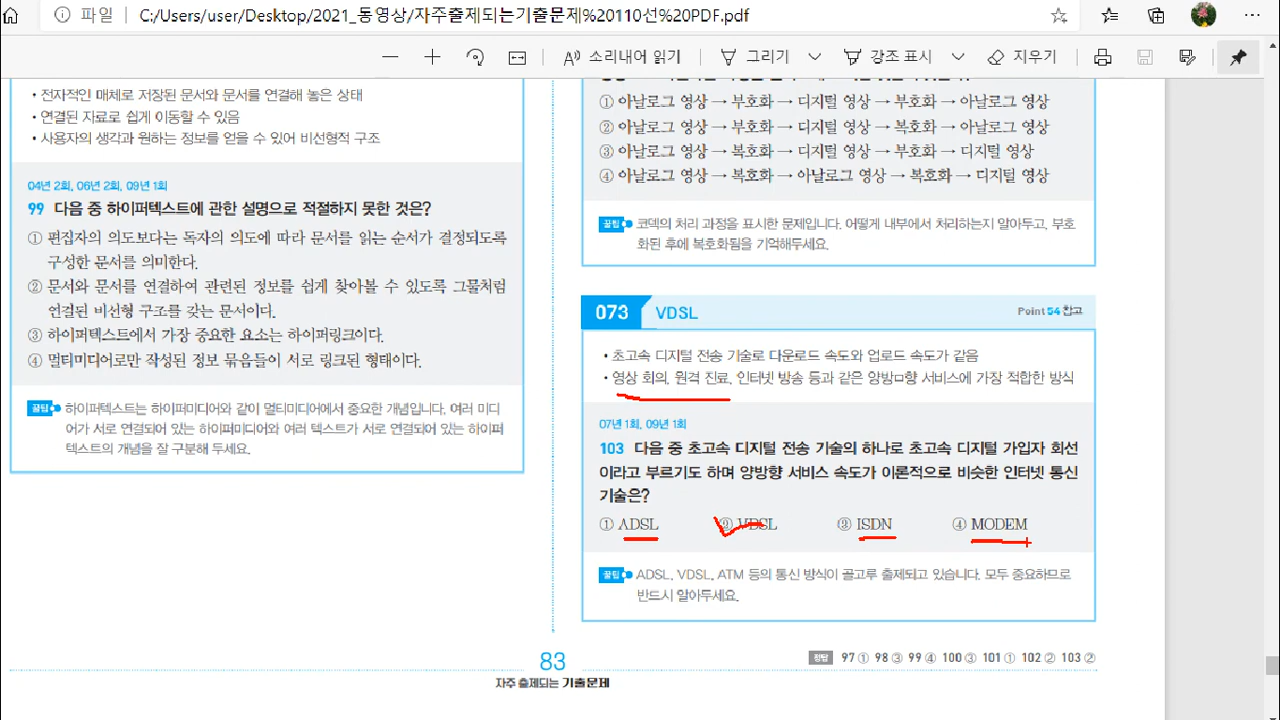 파일 C:/Users/user/Desktop/2021_동영상/자주출제되는기출문제%20110선%20PDF.pdf
소리내어 읽기 그리기 강조 표시 지우기
• 전자적인 매체로 저장된 문서와 문서를 연결해 놓은 상태
• 연결된 자료로 쉽게 이동할 수 있음
• 사용자의 생각과 원하는 정보를 얻을 수 있어 비선형적 구조
04년 2회, 06년 2회, 09년 1회
99 다음 중 하이퍼텍스트에 관한 설명으로 적절하지 못한 것은?
① 편집자의 의도보다는 독자의 의도에 따라 문서를 읽는 순서가 결정되도록
구성한 문서를 의미한다.
② 문서와 문서를 연결하여 관련된 정보를 쉽게 찾아볼 수 있도록 그물처럼
연결된 비선형 구조를 갖는 문서이다.
③ 하이퍼텍스트에서 가장 중요한 요소는 하이퍼링크이다.
④ 멀티미디어로만 작성된 정보 묶음들이 서로 링크된 형태이다.
꿀팁 하이퍼텍스트는 하이퍼미디어와 같이 멀티미디어에서 중요한 개념입니다. 여러 미디
어가 서로 연결되어 있는 하이퍼미디어와 여러 텍스트가 서로 연결되어 있는 하이퍼
텍스트의 개념을 잘 구분해 두세요.
① 아날로그 영상 → 부호화 → 디지털 영상 → 부호화 → 아날로그 영상
② 아날로그 영상 → 부호화 → 디지털 영상 → 복호화 → 아날로그 영상
③ 아날로그 영상 → 복호화 → 디지털 영상 → 부호화 → 디지털 영상
④ 아날로그 영상 → 복호화 → 아날로그 영상 → 복호화 → 디지털 영상
꿀팁 코덱의 처리 과정을 표시한 문제입니다. 어떻게 내부에서 처리하는지 알아두고, 부호
화된 후에 복호화됨을 기억해두세요.
073 VDSL Point 54 참고
• 초고속 디지털 전송 기술로 다운로드 속도와 업로드 속도가 같음
• 영상 회의, 원격 진료, 인터넷 방송 등과 같은 양방ㅁ향 서비스에 가장 적합한 방식
07년 1회, 09년 1회
103 다음 중 초고속 디지털 전송 기술의 하나로 초고속 디지털 가입자 회선
이라고 부르기도 하며 양방향 서비스 속도가 이론적으로 비슷한 인터넷 통신
기술은?
① ADSL ② VDSL ③ ISDN ④ MODEM
꿀팁 ADSL, VDSL, ATM 등의 통신 방식이 골고루 출제되고 있습니다. 모두 중요하므로
반드시 알아두세요.
83
자주 출제되는 기출문제
정답 97 ① 98 ③ 99 ④ 100 ③ 101 ① 102 ② 103 ②